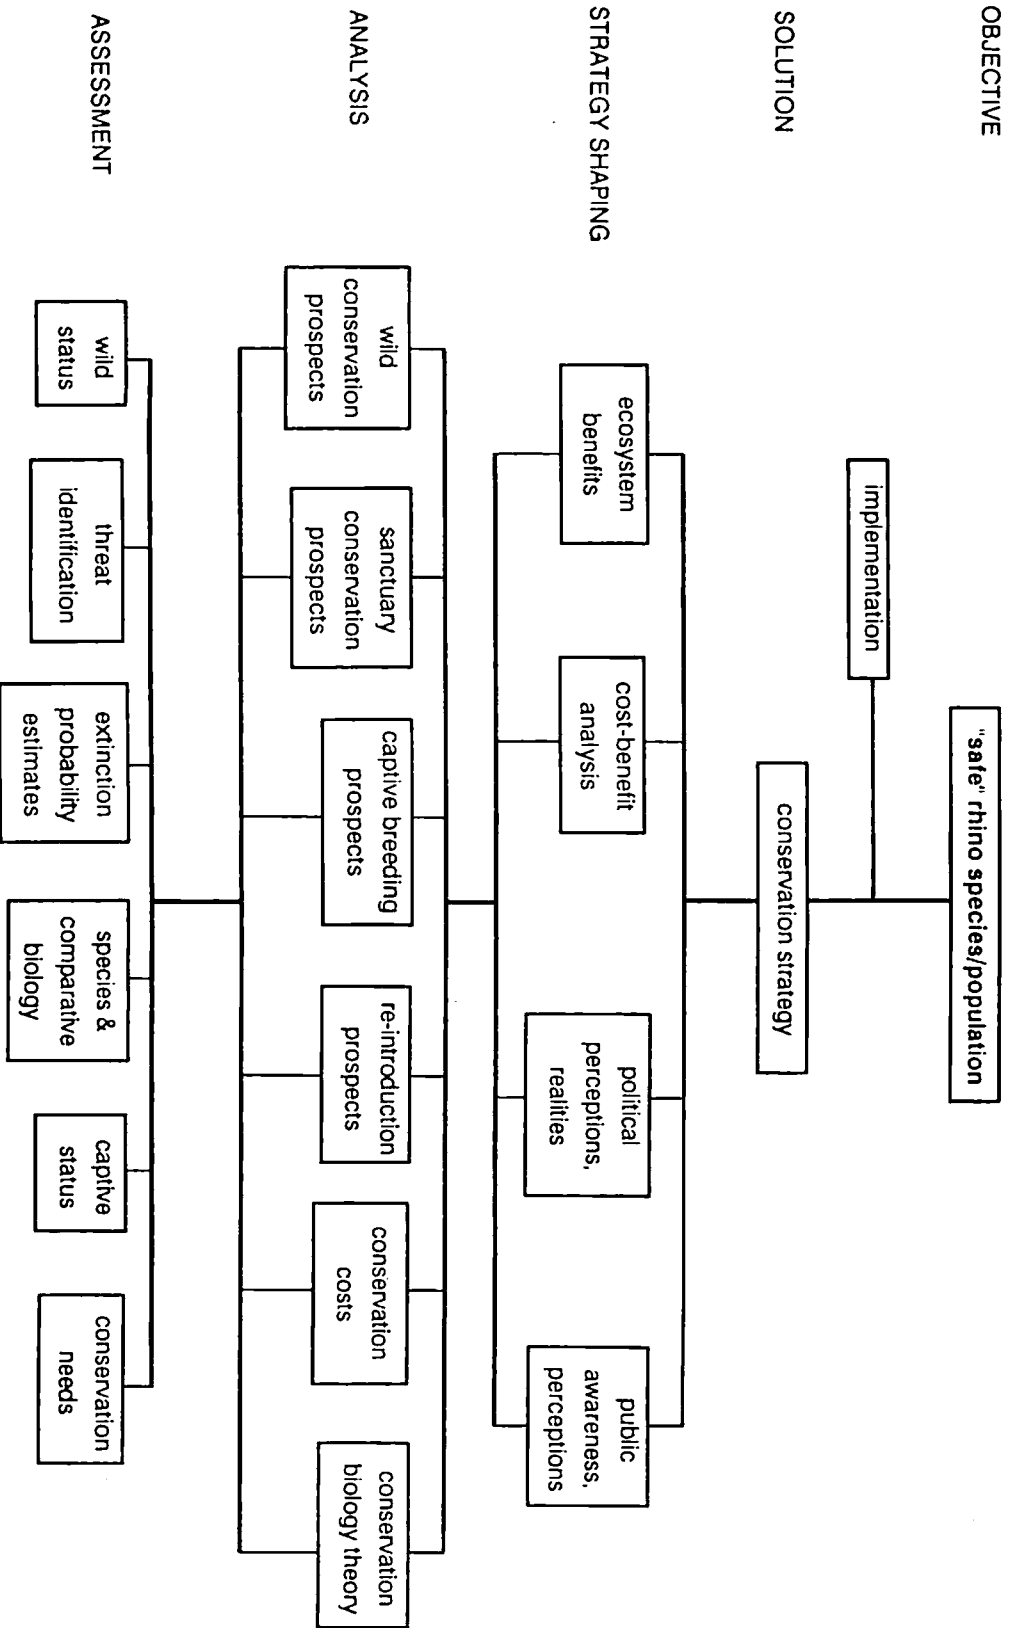 OBJECTIVE
"safe" rhino species/population
implementation
SOLUTION
conservation strategy
STRATEGY SHAPING
ecosystem
benefits
cost-benefit
analysis
political
perceptions,
realities
public
awareness,
perceptions
ANALYSIS
wild
conservation
prospects
sanctuary
conservation
prospects
captive breeding
prospects
re-introduction
prospects
conservation
costs
conservation
biology theory
ASSESSMENT
wild
status
threat
identification
extinction
probability
estimates
species &
comparative
biology
captive
status
conservation
needs